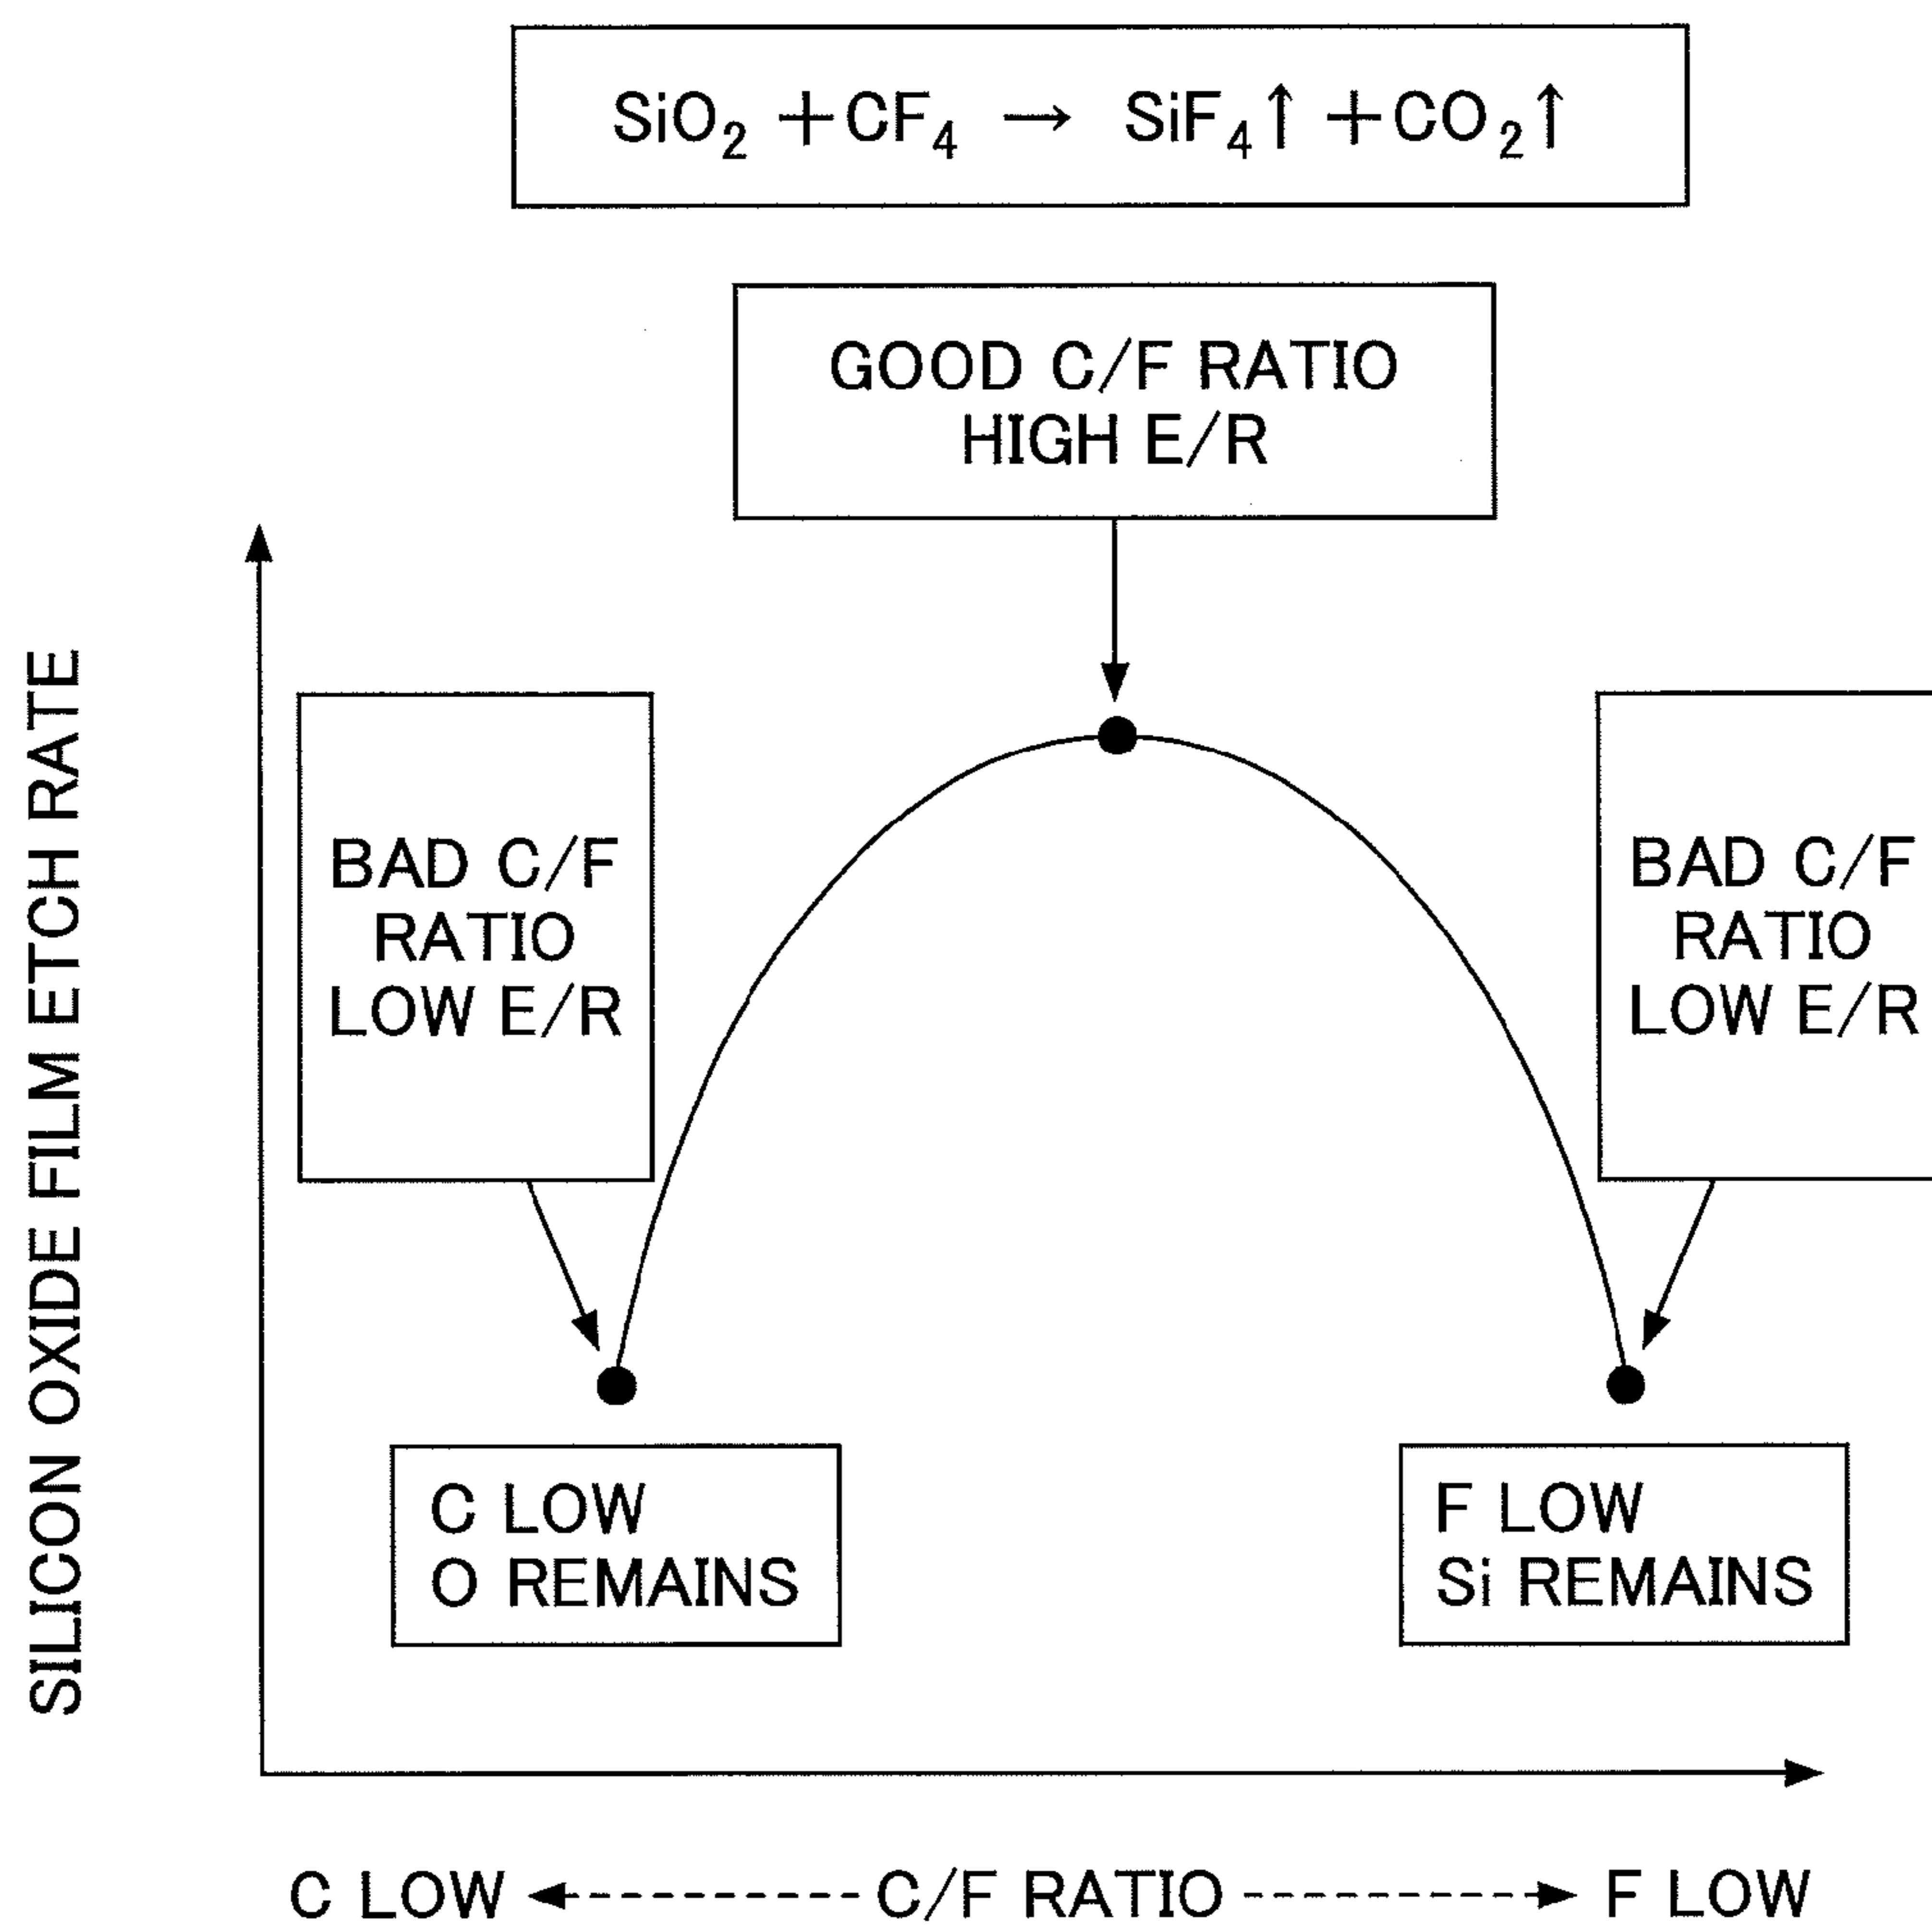 SiO₂ +CF₄ → SiF₄↑ +CO₂↑
GOOD C/F RATIO
HIGH E/R
SILICON OXIDE FILM ETCH RATE
BAD C/F
RATIO
LOW E/R
BAD C/F
RATIO
LOW E/R
C LOW
O REMAINS
F LOW
Si REMAINS
C LOW
C/F RATIO
F LOW